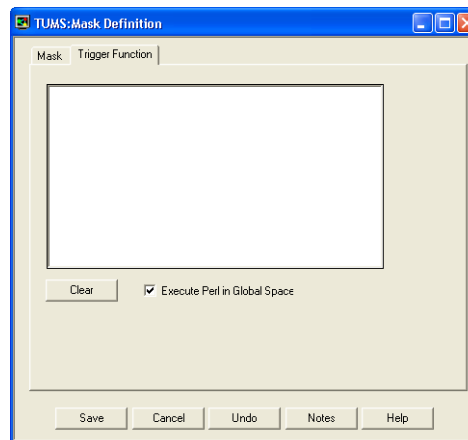 TUMS:Mask Definition
Mask Trigger Function
Clear Execute Perl in Global Space
Save Cancel Undo Notes Help